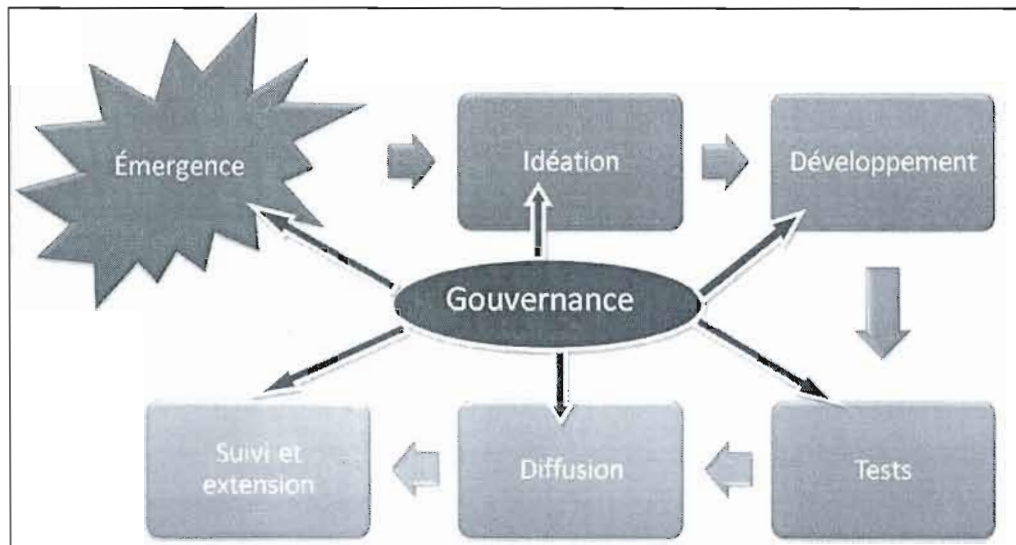 Émergence
Idéation
Développement
Gouvernance
Suivi et
extension
Diffusion
Tests